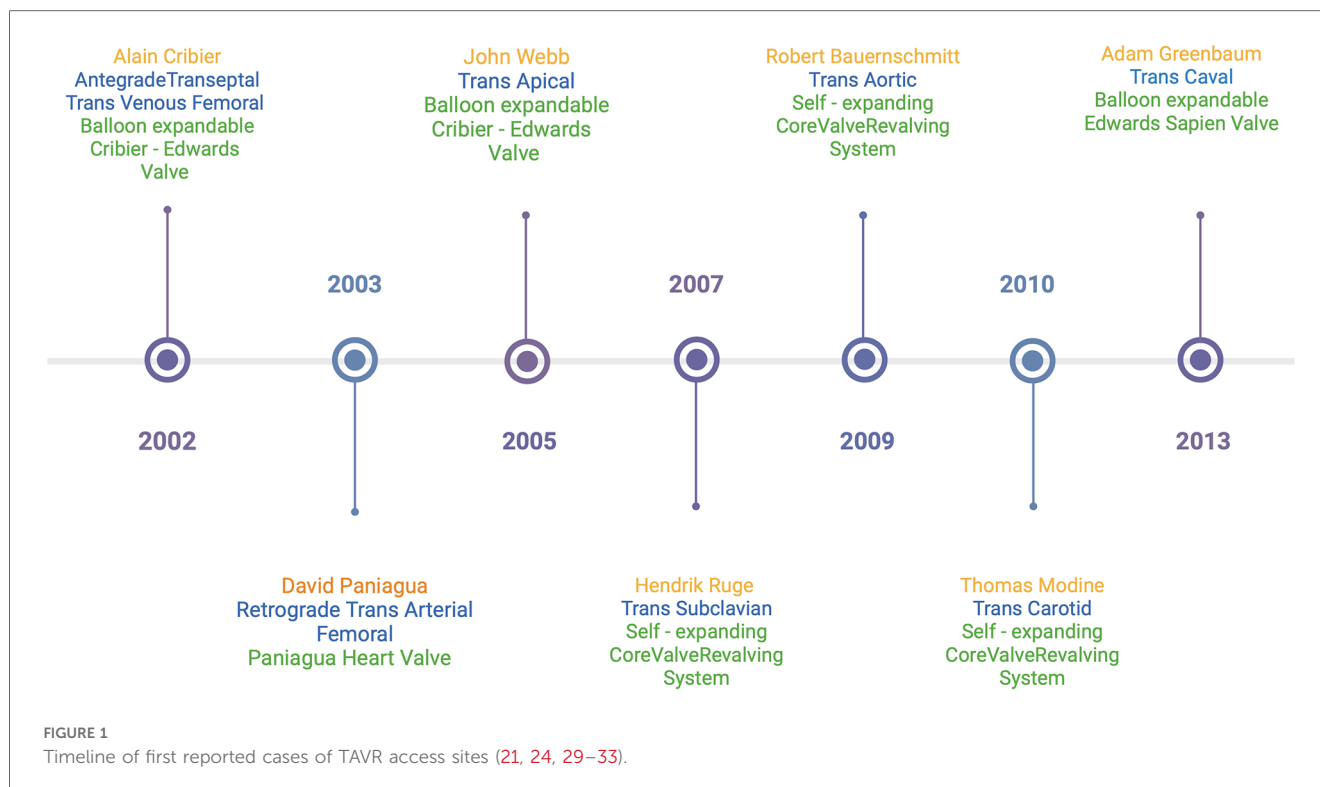 Alain Cribier
AntegradeTranseptal
Trans Venous Femoral
Balloon expandable
Cribier - Edwards
Valve
John Webb
Trans Apical
Balloon expandable
Cribier - Edwards
Valve
Robert Bauernschmitt
Trans Aortic
Self - expanding
CoreValveRevalving
System
Adam Greenbaum
Trans Caval
Balloon expandable
Edwards Sapien Valve
2003
2007
2010
2002
2005
2009
2013
David Paniagua
Retrograde Trans Arterial
Femoral
Paniagua Heart Valve
Hendrik Ruge
Trans Subclavian
Self - expanding
CoreValveRevalving
System
Thomas Modine
Trans Carotid
Self - expanding
CoreValveRevalving
System
FIGURE 1
Timeline of first reported cases of TAVR access sites (21, 24, 29–33).